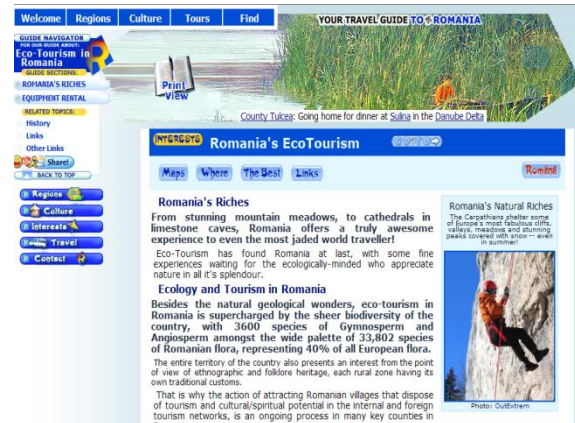 Welcome Regions Culture Tours Find
YOUR TRAVEL GUIDE TO ROMANIA
GUIDE NAVIGATOR
FOR OUR GUIDE ABOUT:
Eco-Tourism in
Romania
GUIDE SECTIONS:
ROMANIA'S RICHES
EQUIPMENT RENTAL
RELATED TOPICS:
History
Links
Other Links
Share!
BACK TO TOP
Regions
Culture
Interests
Travel
Contact
Print
View
County Tulcea: Going home for dinner at Sulina in the Danube Delta
INTERESTS Romania's EcoTourism
Maps Where The Best Links Română
Romania's Riches
From stunning mountain meadows, to cathedrals in
limestone caves, Romania offers a truly awesome
experience to even the most jaded world traveller!
Eco-Tourism has found Romania at last, with some fine
experiences waiting for the ecologically-minded who appreciate
nature in all it's splendour.
Ecology and Tourism in Romania
Besides the natural geological wonders, eco-tourism in
Romania is supercharged by the sheer biodiversity of the
country, with 3600 species of Gymnosperm and
Angiosperm amongst the wide palette of 33,802 species
of Romanian flora, representing 40% of all European flora.
The entire territory of the country also presents an interest from the point
of view of ethnographic and folklore heritage, each rural zone having its
own traditional customs.
That is why the action of attracting Romanian villages that dispose
of tourism and cultural/spiritual potential in the internal and foreign
tourism networks, is an ongoing process in many key counties in
Romania's Natural Riches
The Carpathians shelter some
of Europe's most fabulous cliffs,
valleys, meadows and stunning
peaks covered with snow -- even
in summer!
Photo: OutExtrem